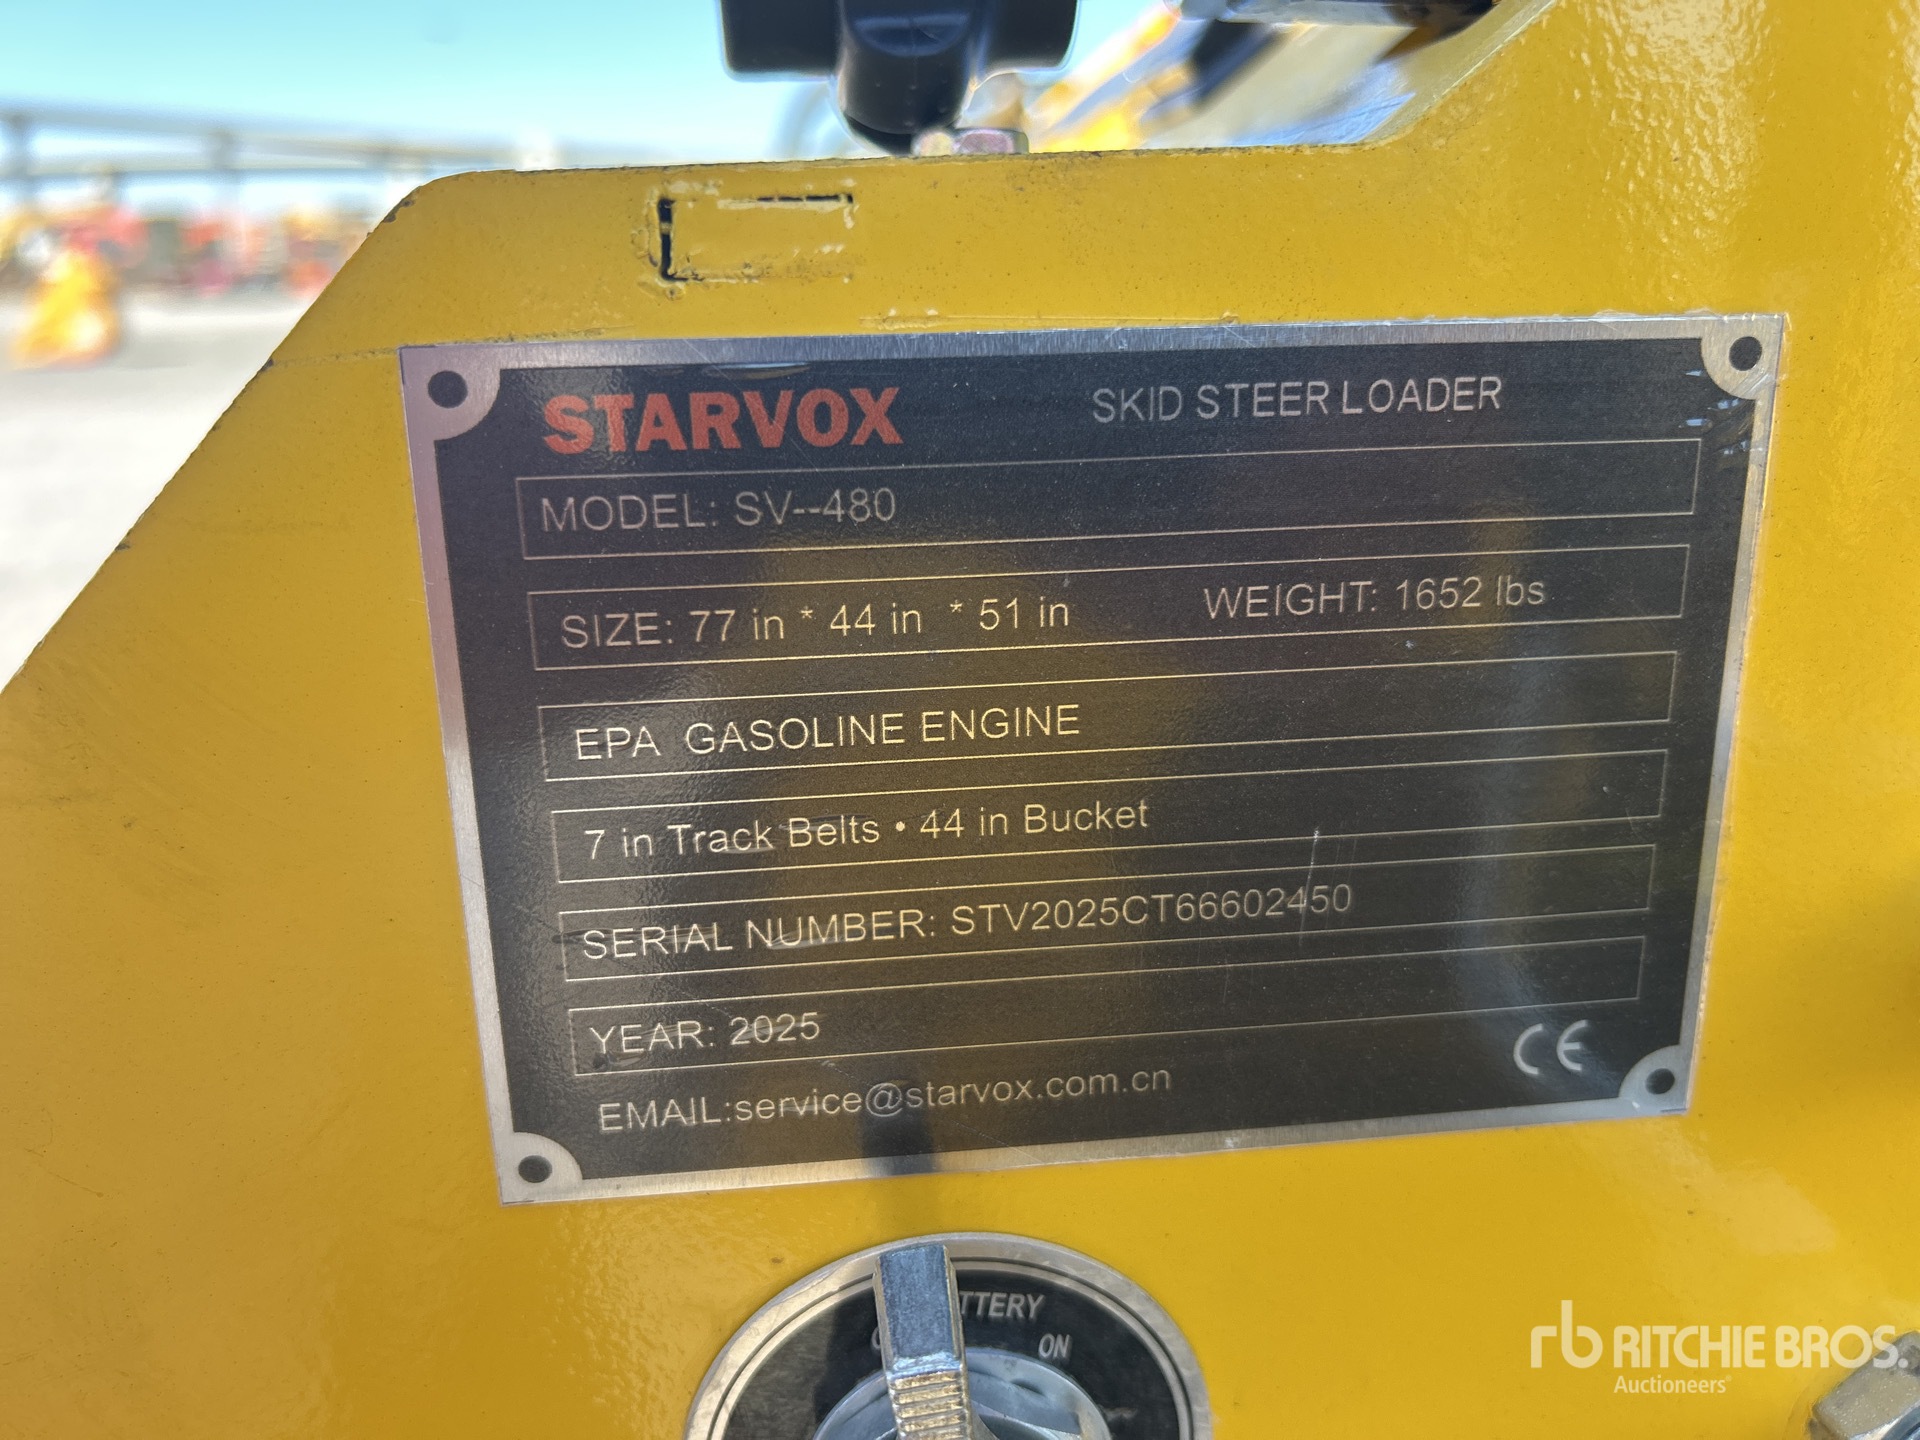 STARVOX SKID STEER LOADER
MODEL: SV--480
SIZE: 77 in * 44 in * 51 in WEIGHT: 1652 lbs
EPA GASOLINE ENGINE
7 in Track Belts • 44 in Bucket
SERIAL NUMBER: STV2025CT66602450
YEAR: 2025
EMAIL:service@starvox.com.cn
CE
ON
rb RITCHIE BROS.
Auctioneers